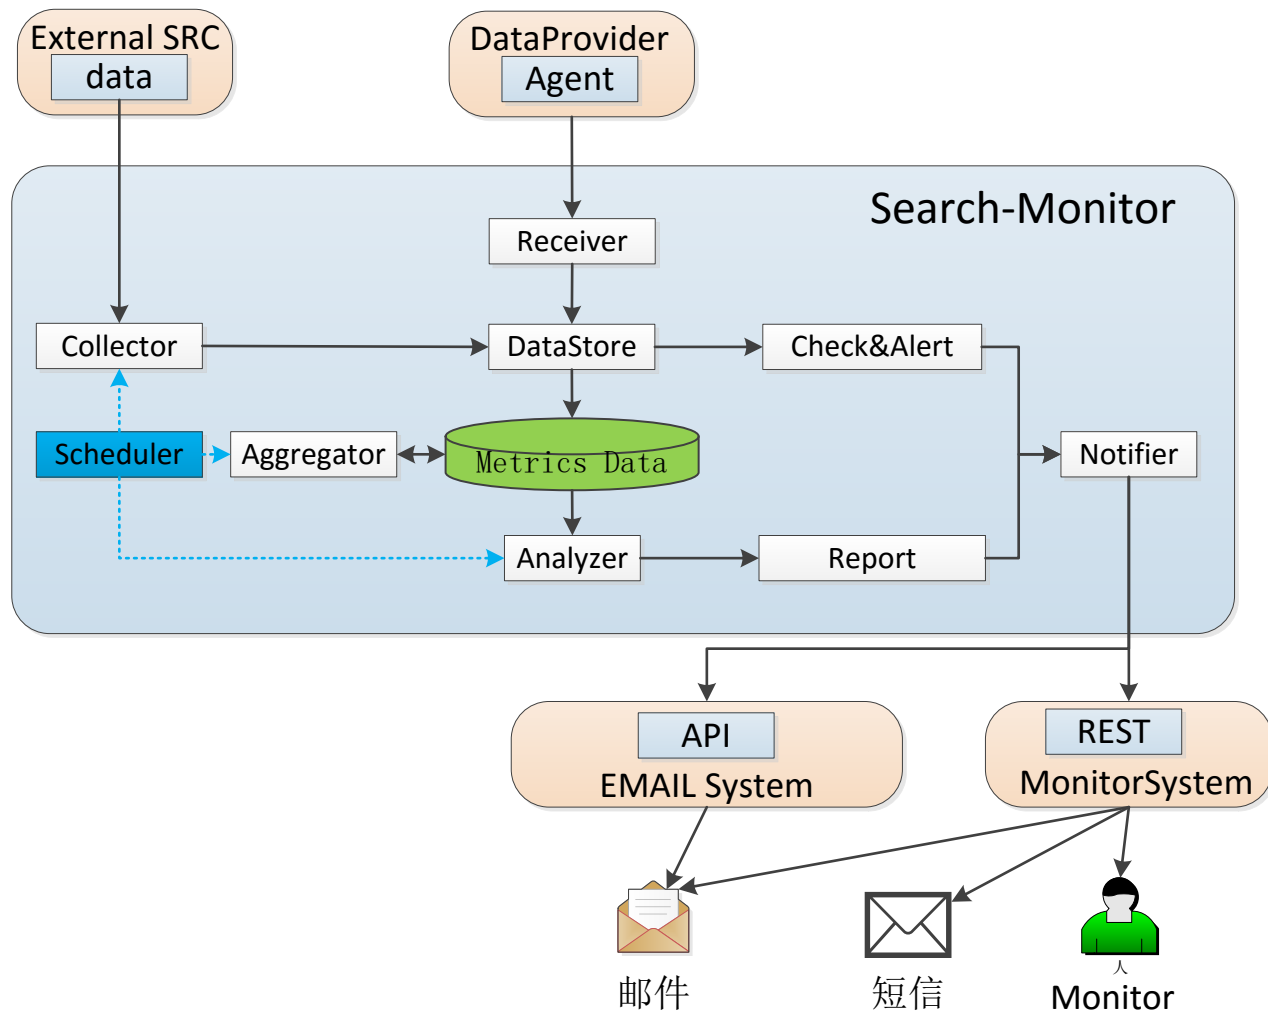 External SRC
data
DataProvider
Agent
Search-Monitor
Receiver
Collector
DataStore
Check&Alert
Scheduler
Aggregator
Metrics Data
Notifier
Analyzer
Report
API
EMAIL System
REST
MonitorSystem
邮件
短信
人
Monitor